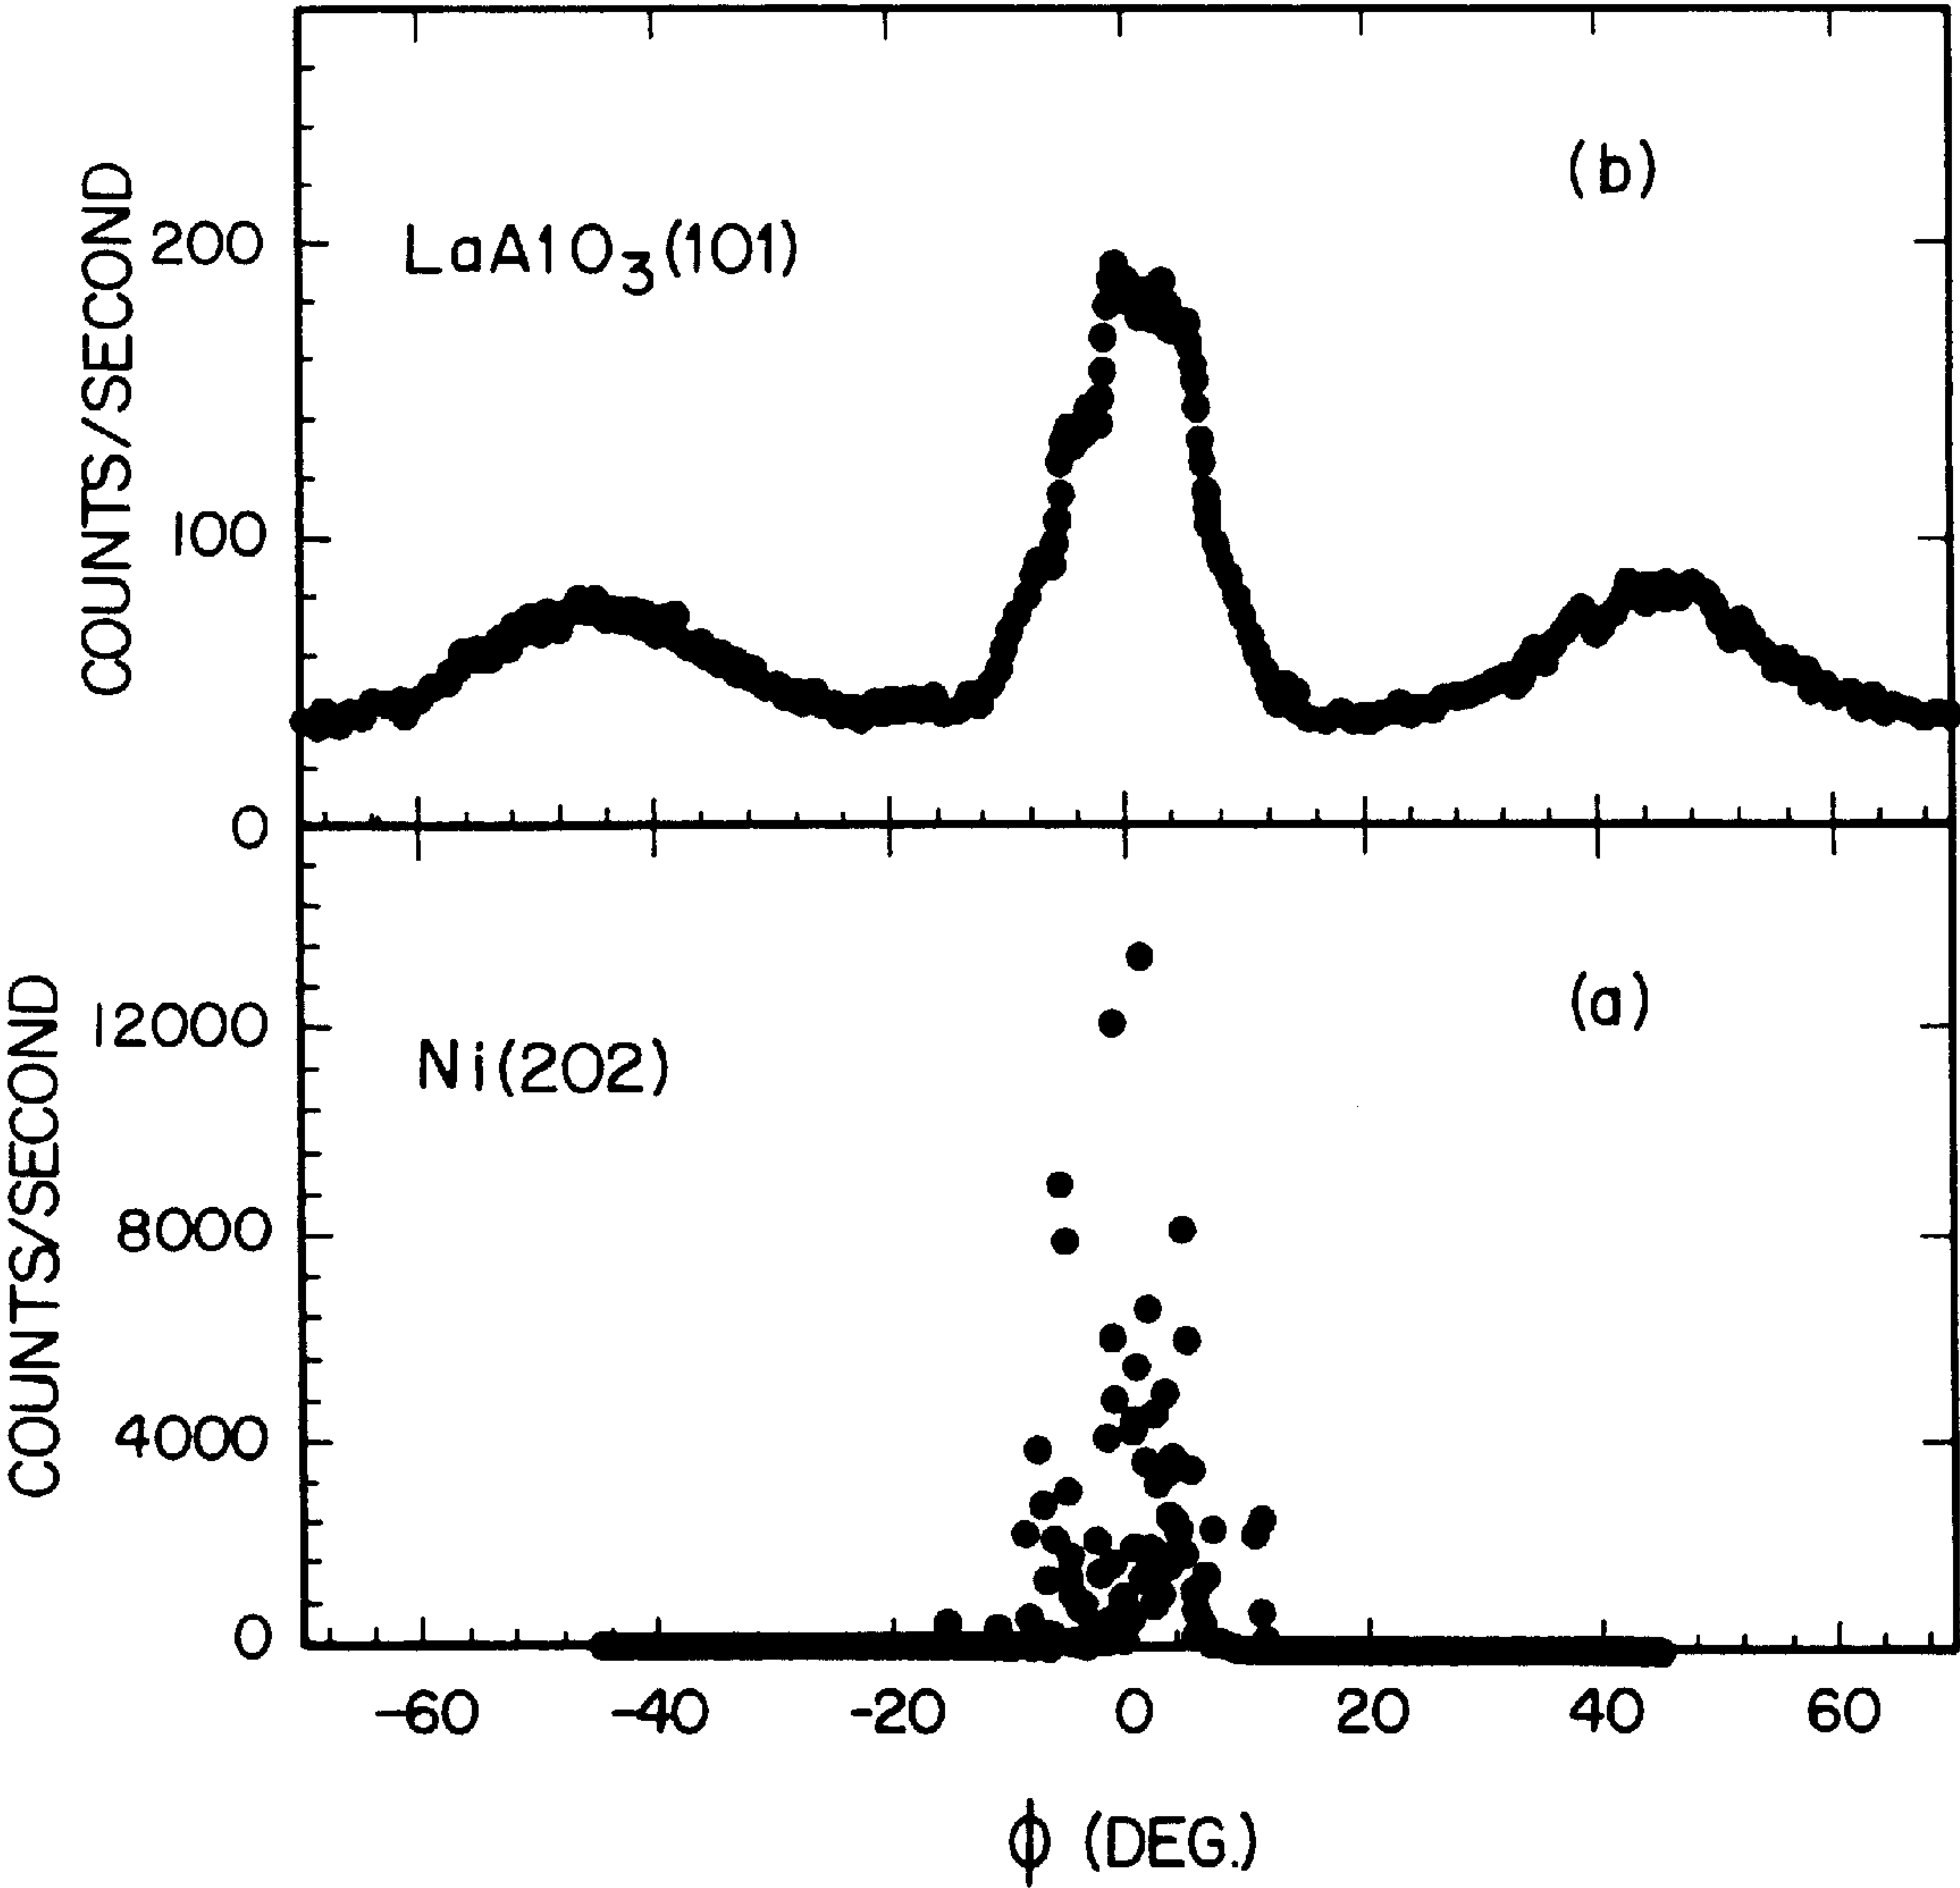 (b)
COUNTS/SECOND
200
LaAlO3(101)
100
0
(a)
COUNTS/SECOND
12000
Ni(202)
8000
4000
0
-60 -40 -20 0 20 40 60
ϕ (DEG.)